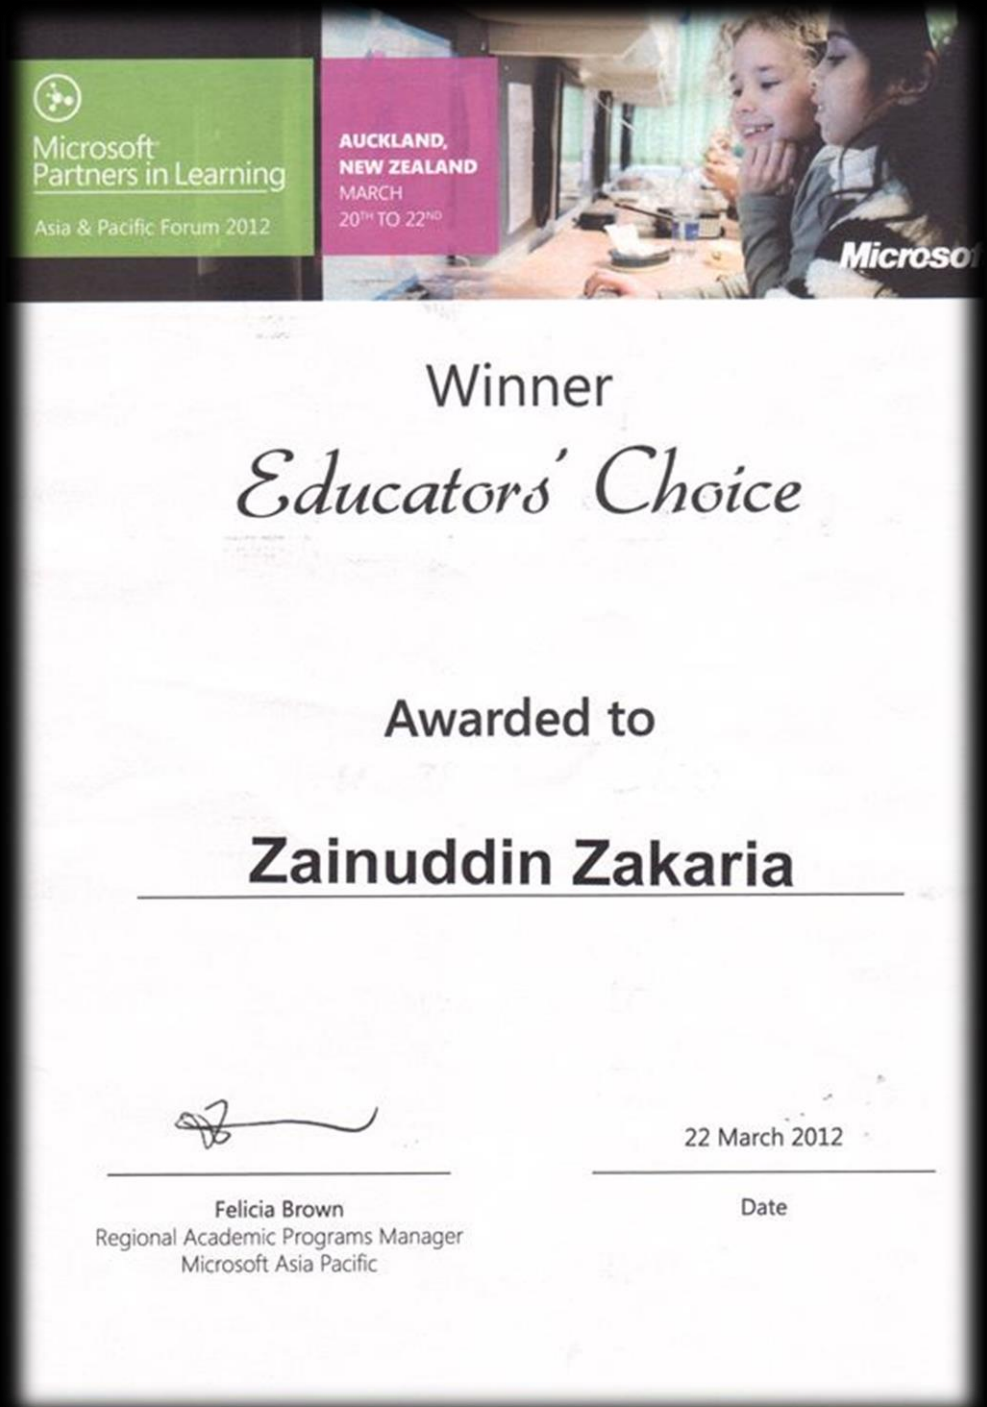 Microsoft
Partners in Learning
Asia & Pacific Forum 2012
AUCKLAND,
NEW ZEALAND
MARCH
20TH TO 22ND
Microso
Winner
Educators' Choice
Awarded to
Zainuddin Zakaria
22 March 2012
Felicia Brown
Regional Academic Programs Manager
Microsoft Asia Pacific
Date